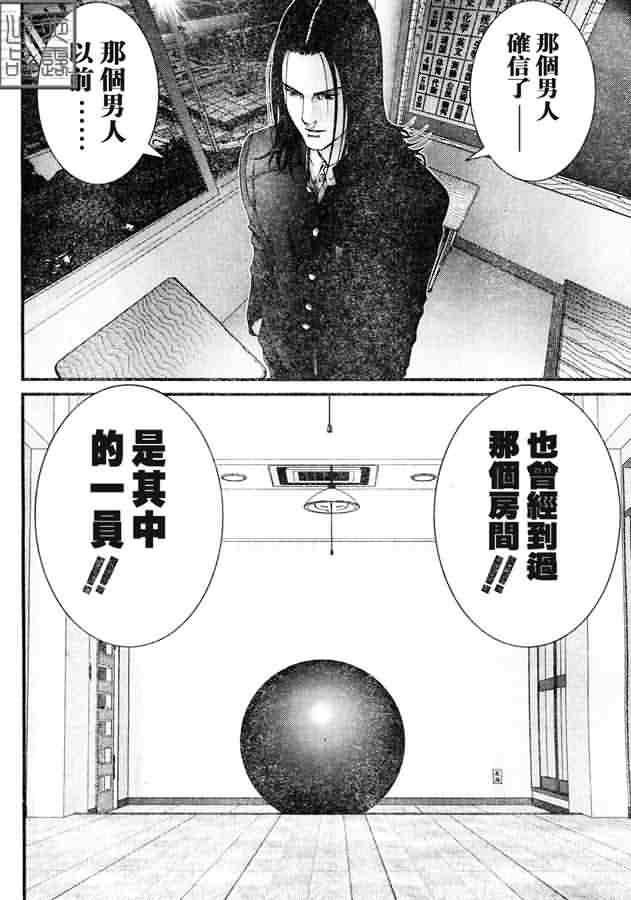 那個男人
確信了——
那個男人
以前……
也曾經到過
那個房間!!
是其中
的一員!!